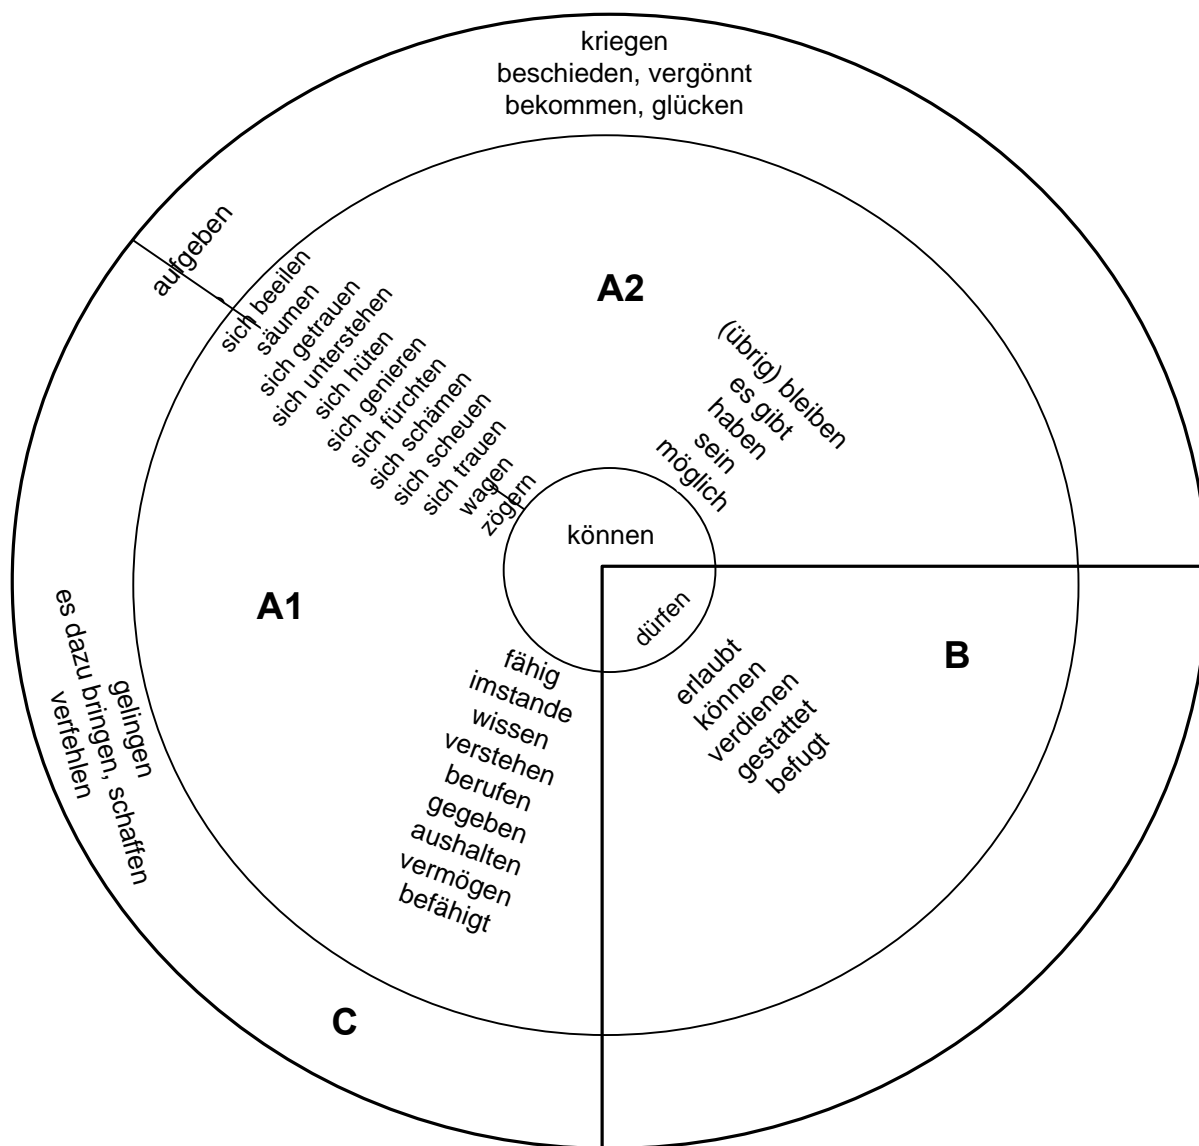 kriegen
beschieden, vergönnt
bekommen, glücken
aufgeben
sich beeilen
säumen
sich getrauen
sich unterstehen
sich hüten
sich genieren
sich fürchten
sich schämen
sich scheuen
sich trauen
wagen
zögern
A2
(übrig) bleiben
es gibt
haben
sein
möglich
können
dürfen
A1
B
erlaubt
können
verdienen
gestattet
befugt
fähig
imstande
wissen
verstehen
berufen
gegeben
aushalten
vermögen
befähigt
gelingen
es dazu bringen, schaffen
verfehlen
C